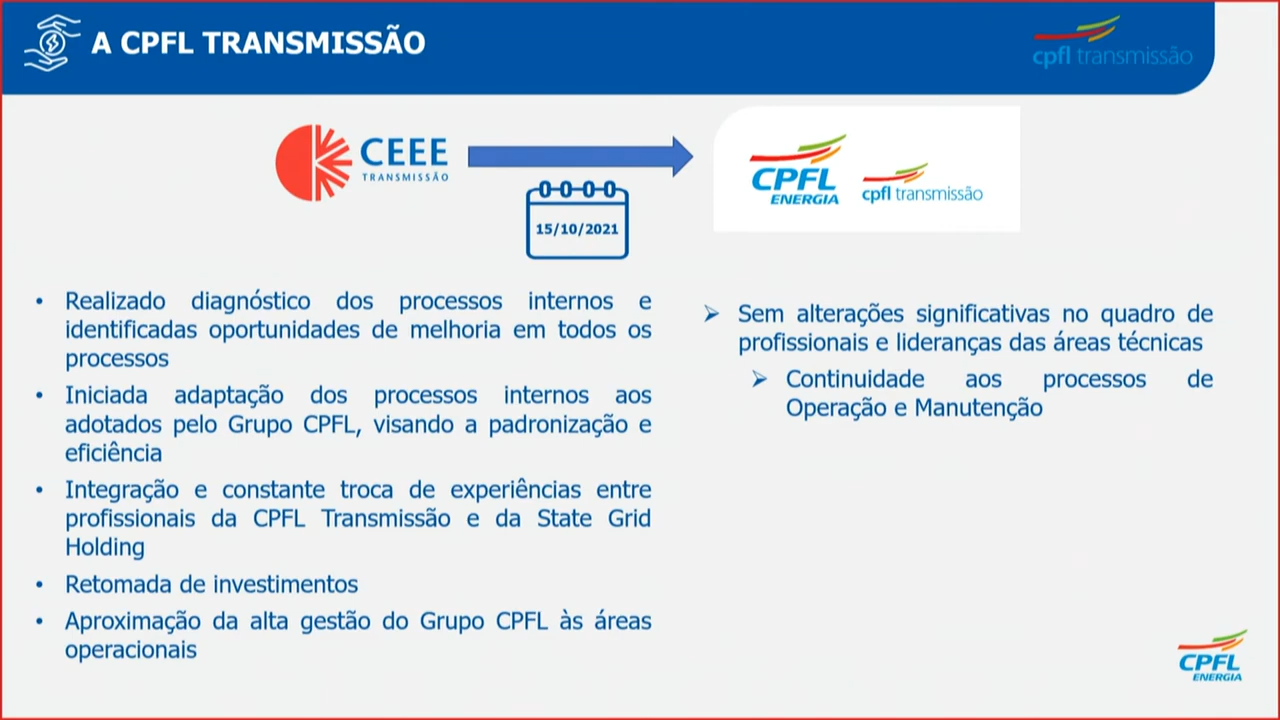 A CPFL TRANSMISSÃO
cpfl transmissão
CEEE
TRANSMISSÃO
15/10/2021
CPFL
ENERGIA
cpfl transmissão
• Realizado diagnóstico dos processos internos e
identificadas oportunidades de melhoria em todos os
processos
• Iniciada adaptação dos processos internos aos
adotados pelo Grupo CPFL, visando a padronização e
eficiência
• Integração e constante troca de experiências entre
profissionais da CPFL Transmissão e da State Grid
Holding
• Retomada de investimentos
• Aproximação da alta gestão do Grupo CPFL às áreas
operacionais
➢ Sem alterações significativas no quadro de
profissionais e lideranças das áreas técnicas
➢ Continuidade aos processos de
Operação e Manutenção
CPFL
ENERGIA